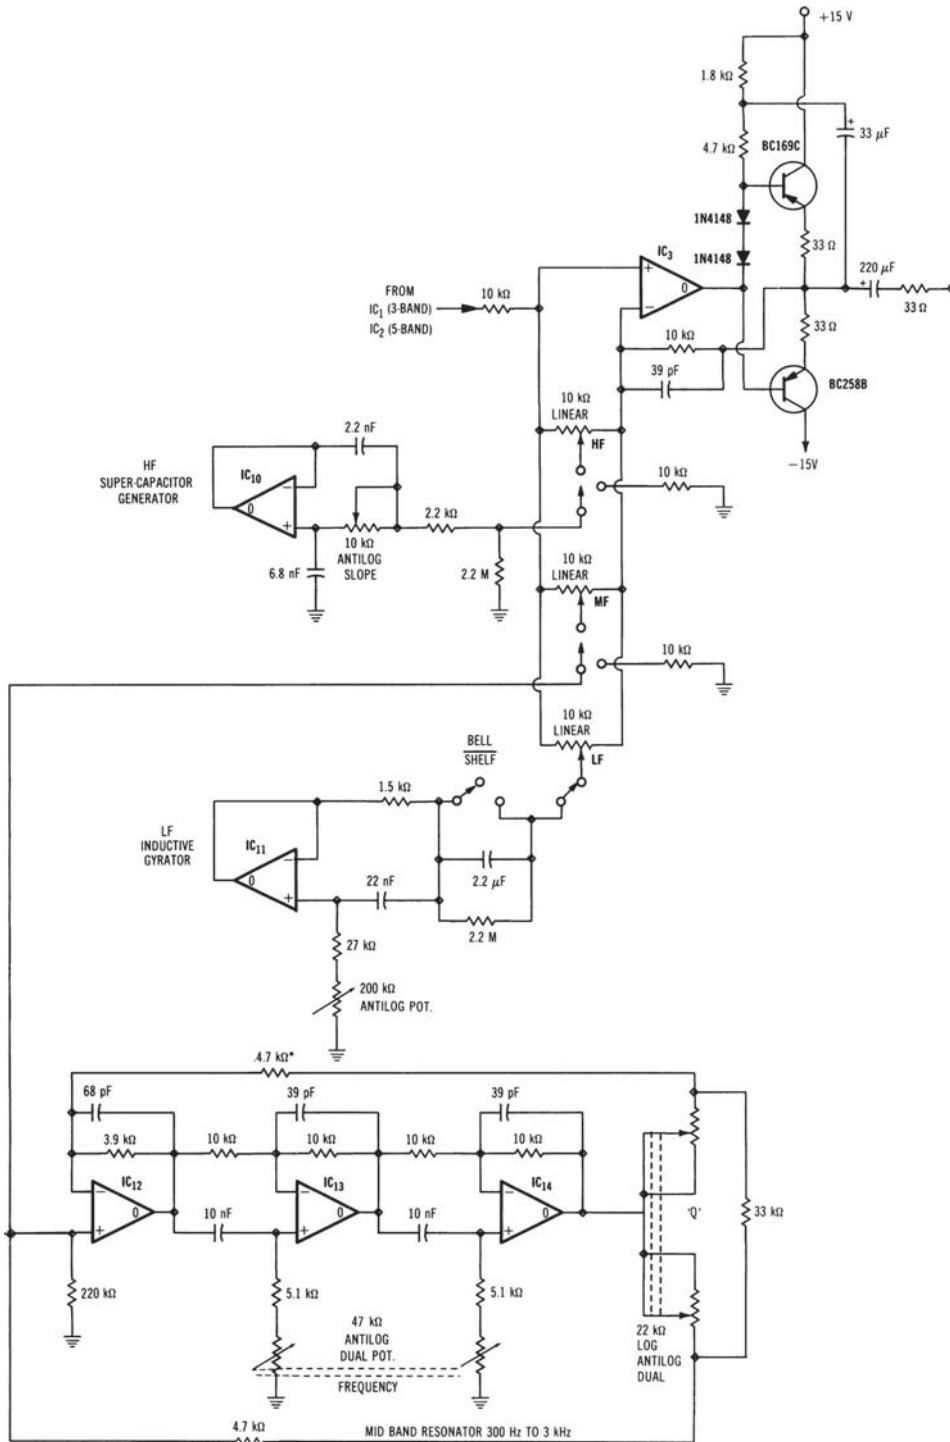 +15 V
1.8 kΩ
+
33 μF
4.7 kΩ
BC169C
1N4148
33 Ω
IC3
1N4148
220 μF
+
+
0
−
FROM
IC1 (3-BAND)
IC2 (5-BAND)
10 kΩ
33 Ω
33 Ω
10 kΩ
39 pF
BC258B
10 kΩ
LINEAR
HF
−15V
2.2 nF
HF
SUPER-CAPACITOR
GENERATOR
IC10
−
0
+
10 kΩ
2.2 kΩ
10 kΩ
ANTILOG
SLOPE
6.8 nF
2.2 M
10 kΩ
LINEAR
MF
10 kΩ
10 kΩ
LINEAR
LF
BELL
SHELF
1.5 kΩ
LF
INDUCTIVE
GYRATOR
IC11
−
0
+
22 nF
2.2 μF
2.2 M
27 kΩ
200 kΩ
ANTILOG POT.
.4.7 kΩ*
68 pF
39 pF
39 pF
3.9 kΩ
10 kΩ
10 kΩ
10 kΩ
10 kΩ
IC12
IC13
IC14
−
0
+
−
0
+
−
0
+
10 nF
10 nF
'Q'
33 kΩ
220 kΩ
5.1 kΩ
5.1 kΩ
47 kΩ
ANTILOG
DUAL POT.
22 kΩ
LOG
ANTILOG
DUAL
FREQUENCY
4.7 kΩ
MID BAND RESONATOR 300 Hz TO 3 kHz